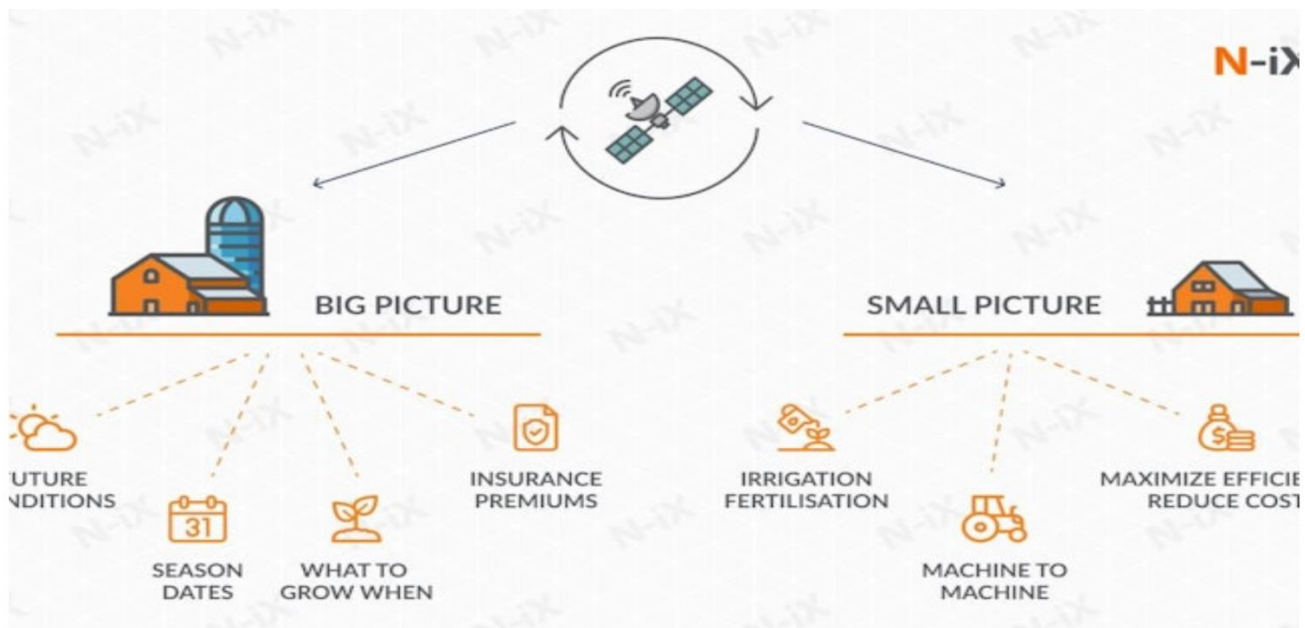 N-iX
BIG PICTURE
SMALL PICTURE
UTURE
NDITIONS
SEASON
DATES
31
WHAT TO
GROW WHEN
INSURANCE
PREMIUMS
IRRIGATION
FERTILISATION
MACHINE TO
MACHINE
$
MAXIMIZE EFFICIE
REDUCE COST